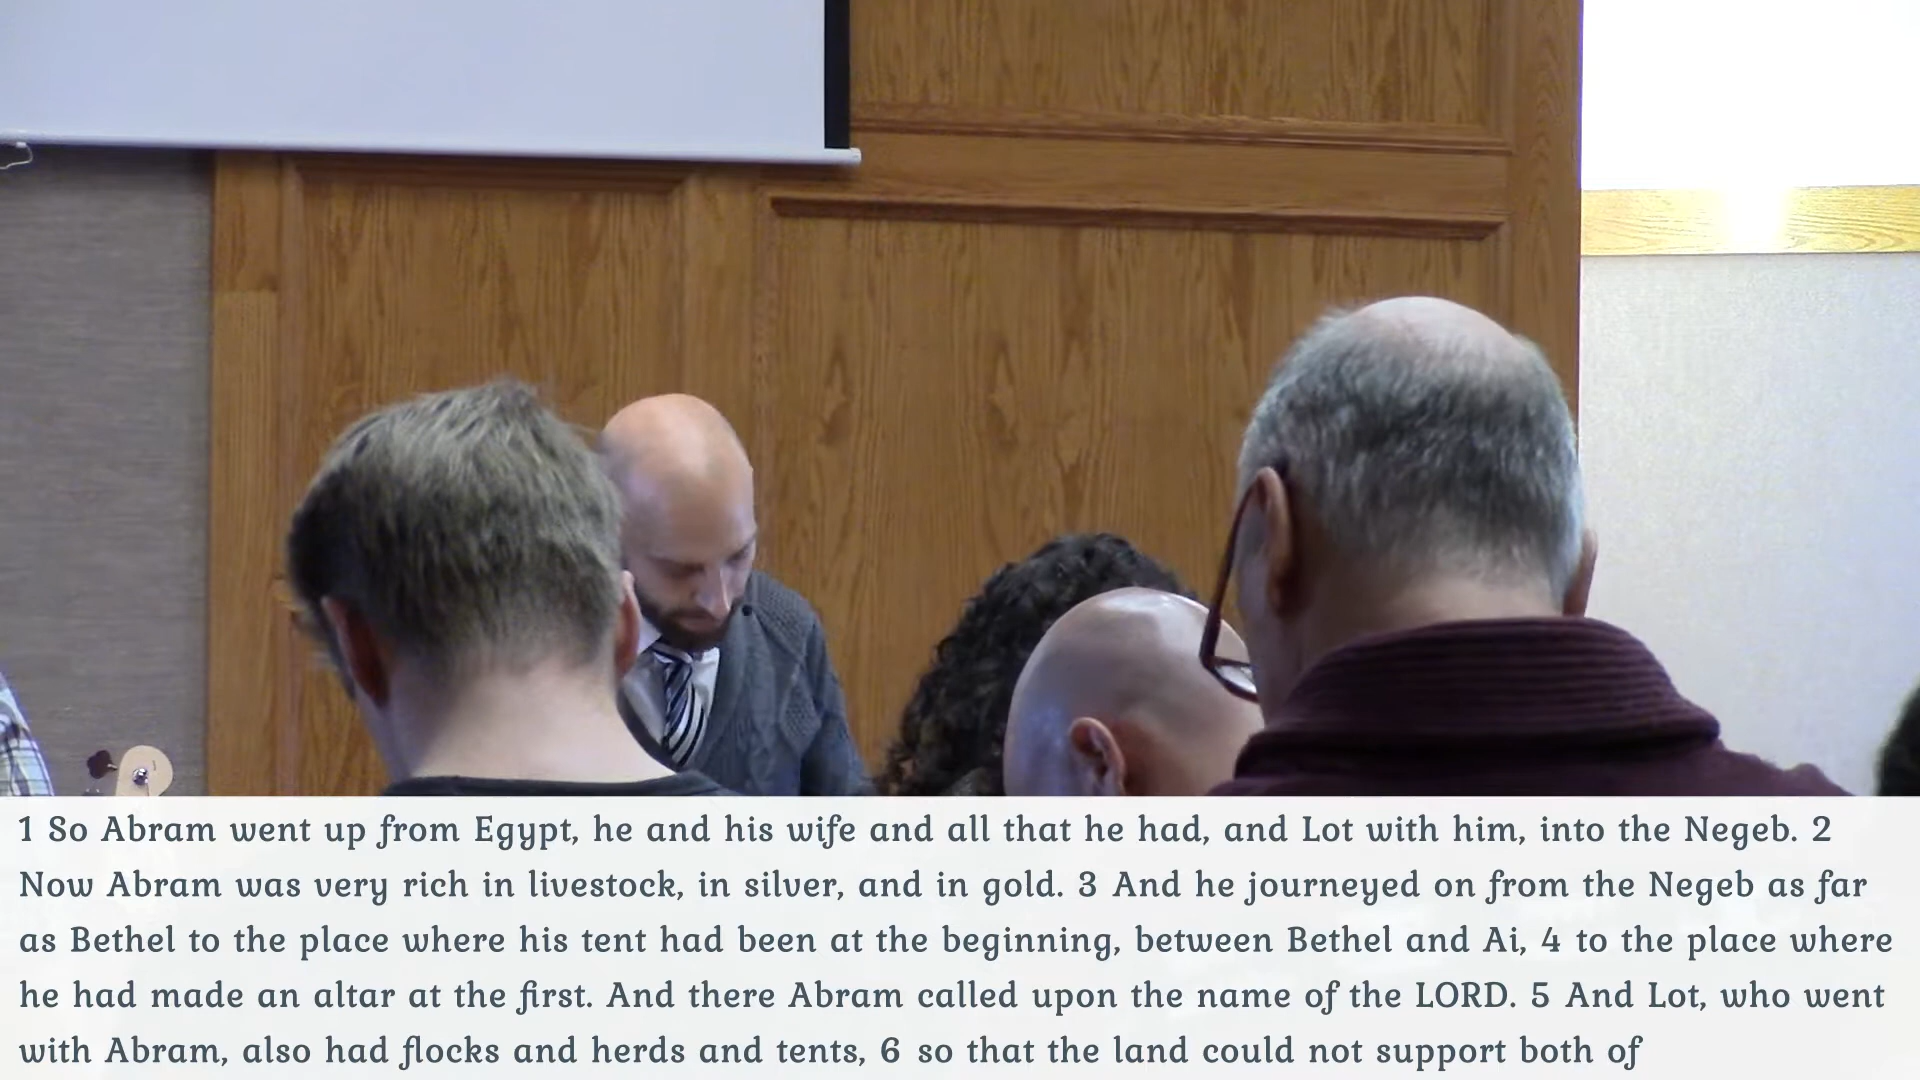 1 So Abram went up from Egypt, he and his wife and all that he had, and Lot with him, into the Negeb. 2
Now Abram was very rich in livestock, in silver, and in gold. 3 And he journeyed on from the Negeb as far
as Bethel to the place where his tent had been at the beginning, between Bethel and Ai, 4 to the place where
he had made an altar at the first. And there Abram called upon the name of the LORD. 5 And Lot, who went
with Abram, also had flocks and herds and tents, 6 so that the land could not support both of